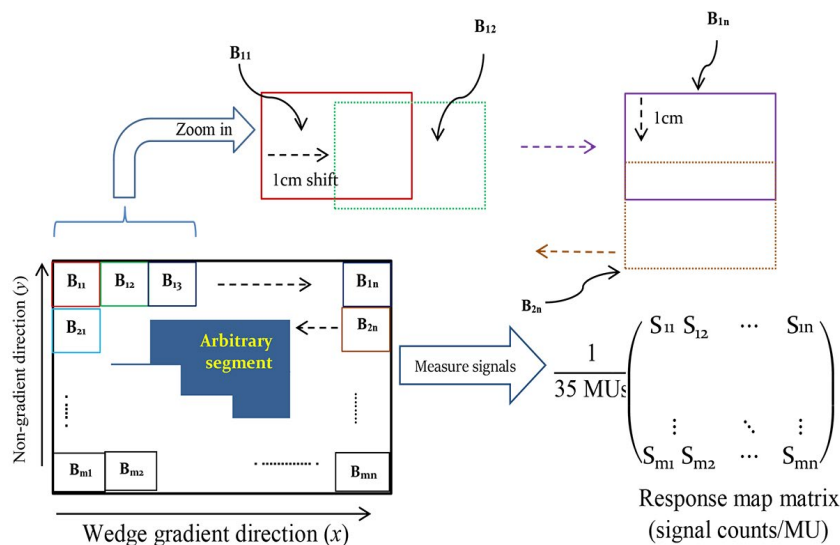 B₁₁
B₁₂
B₁ₙ
Zoom in
1cm shift
1cm
B₂ₙ
Non-gradient direction (y)
B₁₁ B₁₂ B₁₃ B₁ₙ
B₂₁ B₂ₙ
Arbitrary
segment
Bₘ₁ Bₘ₂ Bₘₙ
Wedge gradient direction (x)
Measure signals
1
35 MUs
S₁₁ S₁₂ ⋯ S₁ₙ
⋮ ⋱ ⋮
Sₘ₁ Sₘ₂ ⋯ Sₘₙ
Response map matrix
(signal counts/MU)